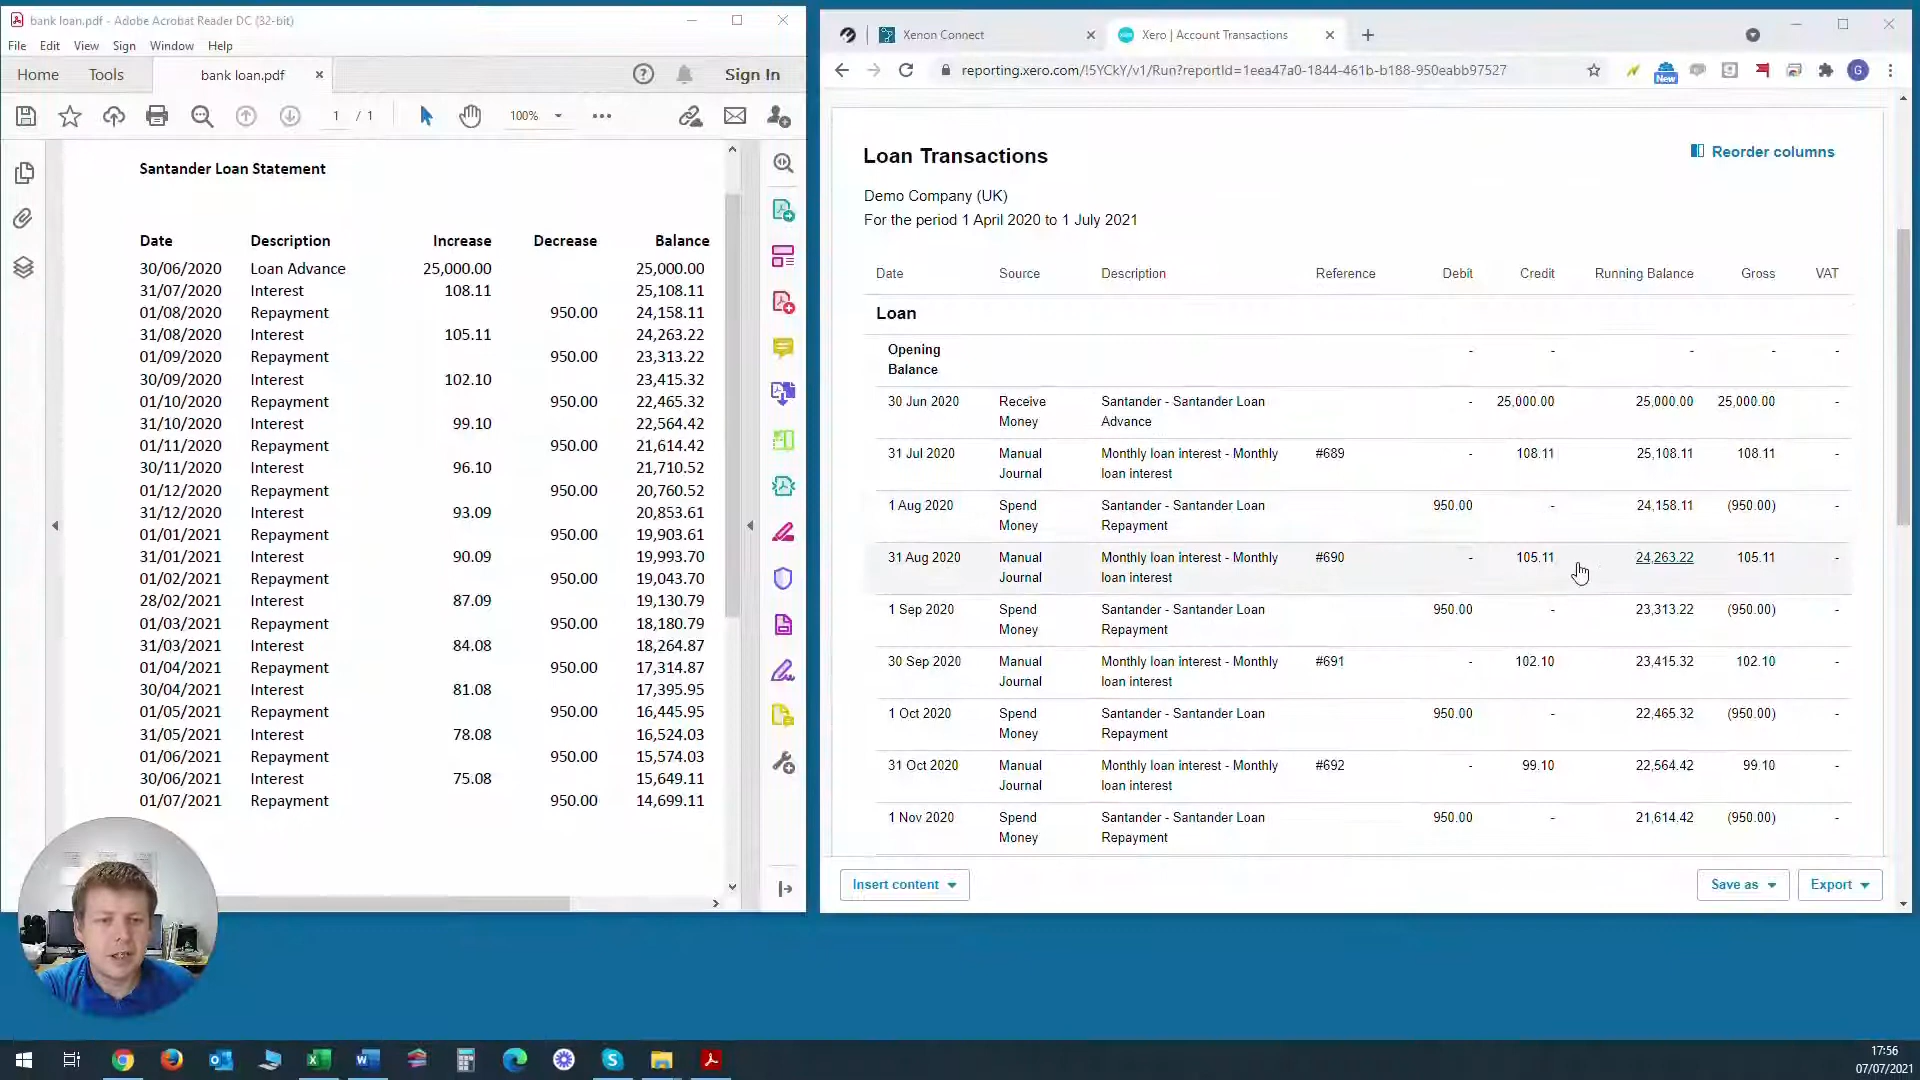 bank loan.pdf - Adobe Acrobat Reader DC (32-bit)
File Edit View Sign Window Help
Home Tools bank loan.pdf × Sign In
1 / 1 100%
Santander Loan Statement
Date Description Increase Decrease Balance
30/06/2020 Loan Advance 25,000.00 25,000.00
31/07/2020 Interest 108.11 25,108.11
01/08/2020 Repayment 950.00 24,158.11
31/08/2020 Interest 105.11 24,263.22
01/09/2020 Repayment 950.00 23,313.22
30/09/2020 Interest 102.10 23,415.32
01/10/2020 Repayment 950.00 22,465.32
31/10/2020 Interest 99.10 22,564.42
01/11/2020 Repayment 950.00 21,614.42
30/11/2020 Interest 96.10 21,710.52
01/12/2020 Repayment 950.00 20,760.52
31/12/2020 Interest 93.09 20,853.61
01/01/2021 Repayment 950.00 19,903.61
31/01/2021 Interest 90.09 19,993.70
01/02/2021 Repayment 950.00 19,043.70
28/02/2021 Interest 87.09 19,130.79
01/03/2021 Repayment 950.00 18,180.79
31/03/2021 Interest 84.08 18,264.87
01/04/2021 Repayment 950.00 17,314.87
30/04/2021 Interest 81.08 17,395.95
01/05/2021 Repayment 950.00 16,445.95
31/05/2021 Interest 78.08 16,524.03
01/06/2021 Repayment 950.00 15,574.03
30/06/2021 Interest 75.08 15,649.11
01/07/2021 Repayment 950.00 14,699.11
Xenon Connect Xero | Account Transactions
reporting.xero.com/!5YCkY/v1/Run?reportId=1eea47a0-1844-461b-b188-950eabb97527
New
G
Loan Transactions
Reorder columns
Demo Company (UK)
For the period 1 April 2020 to 1 July 2021
Date Source Description Reference Debit Credit Running Balance Gross VAT
Loan
Opening - - - - -
Balance
30 Jun 2020 Receive Santander - Santander Loan - 25,000.00 25,000.00 25,000.00 -
Money Advance
31 Jul 2020 Manual Monthly loan interest - Monthly #689 - 108.11 25,108.11 108.11 -
Journal loan interest
1 Aug 2020 Spend Santander - Santander Loan 950.00 - 24,158.11 (950.00) -
Money Repayment
31 Aug 2020 Manual Monthly loan interest - Monthly #690 - 105.11 24,263.22 105.11 -
Journal loan interest
1 Sep 2020 Spend Santander - Santander Loan 950.00 - 23,313.22 (950.00) -
Money Repayment
30 Sep 2020 Manual Monthly loan interest - Monthly #691 - 102.10 23,415.32 102.10 -
Journal loan interest
1 Oct 2020 Spend Santander - Santander Loan 950.00 - 22,465.32 (950.00) -
Money Repayment
31 Oct 2020 Manual Monthly loan interest - Monthly #692 - 99.10 22,564.42 99.10 -
Journal loan interest
1 Nov 2020 Spend Santander - Santander Loan 950.00 - 21,614.42 (950.00) -
Money Repayment
Insert content Save as Export
17:56
07/07/2021